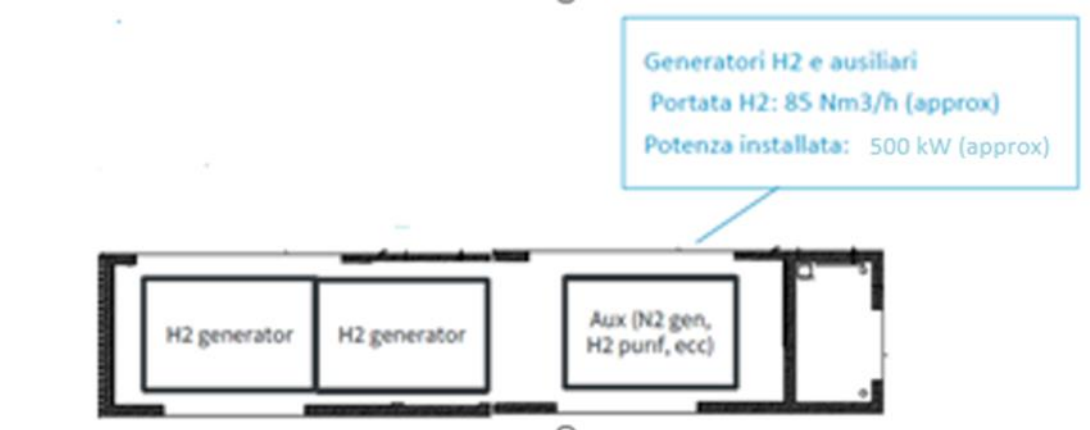 Generatori H2 e ausiliari
Portata H2: 85 Nm3/h (approx)
Potenza installata: 500 kW (approx)
H2 generator
H2 generator
Aux (N2 gen,
H2 purif, ecc)